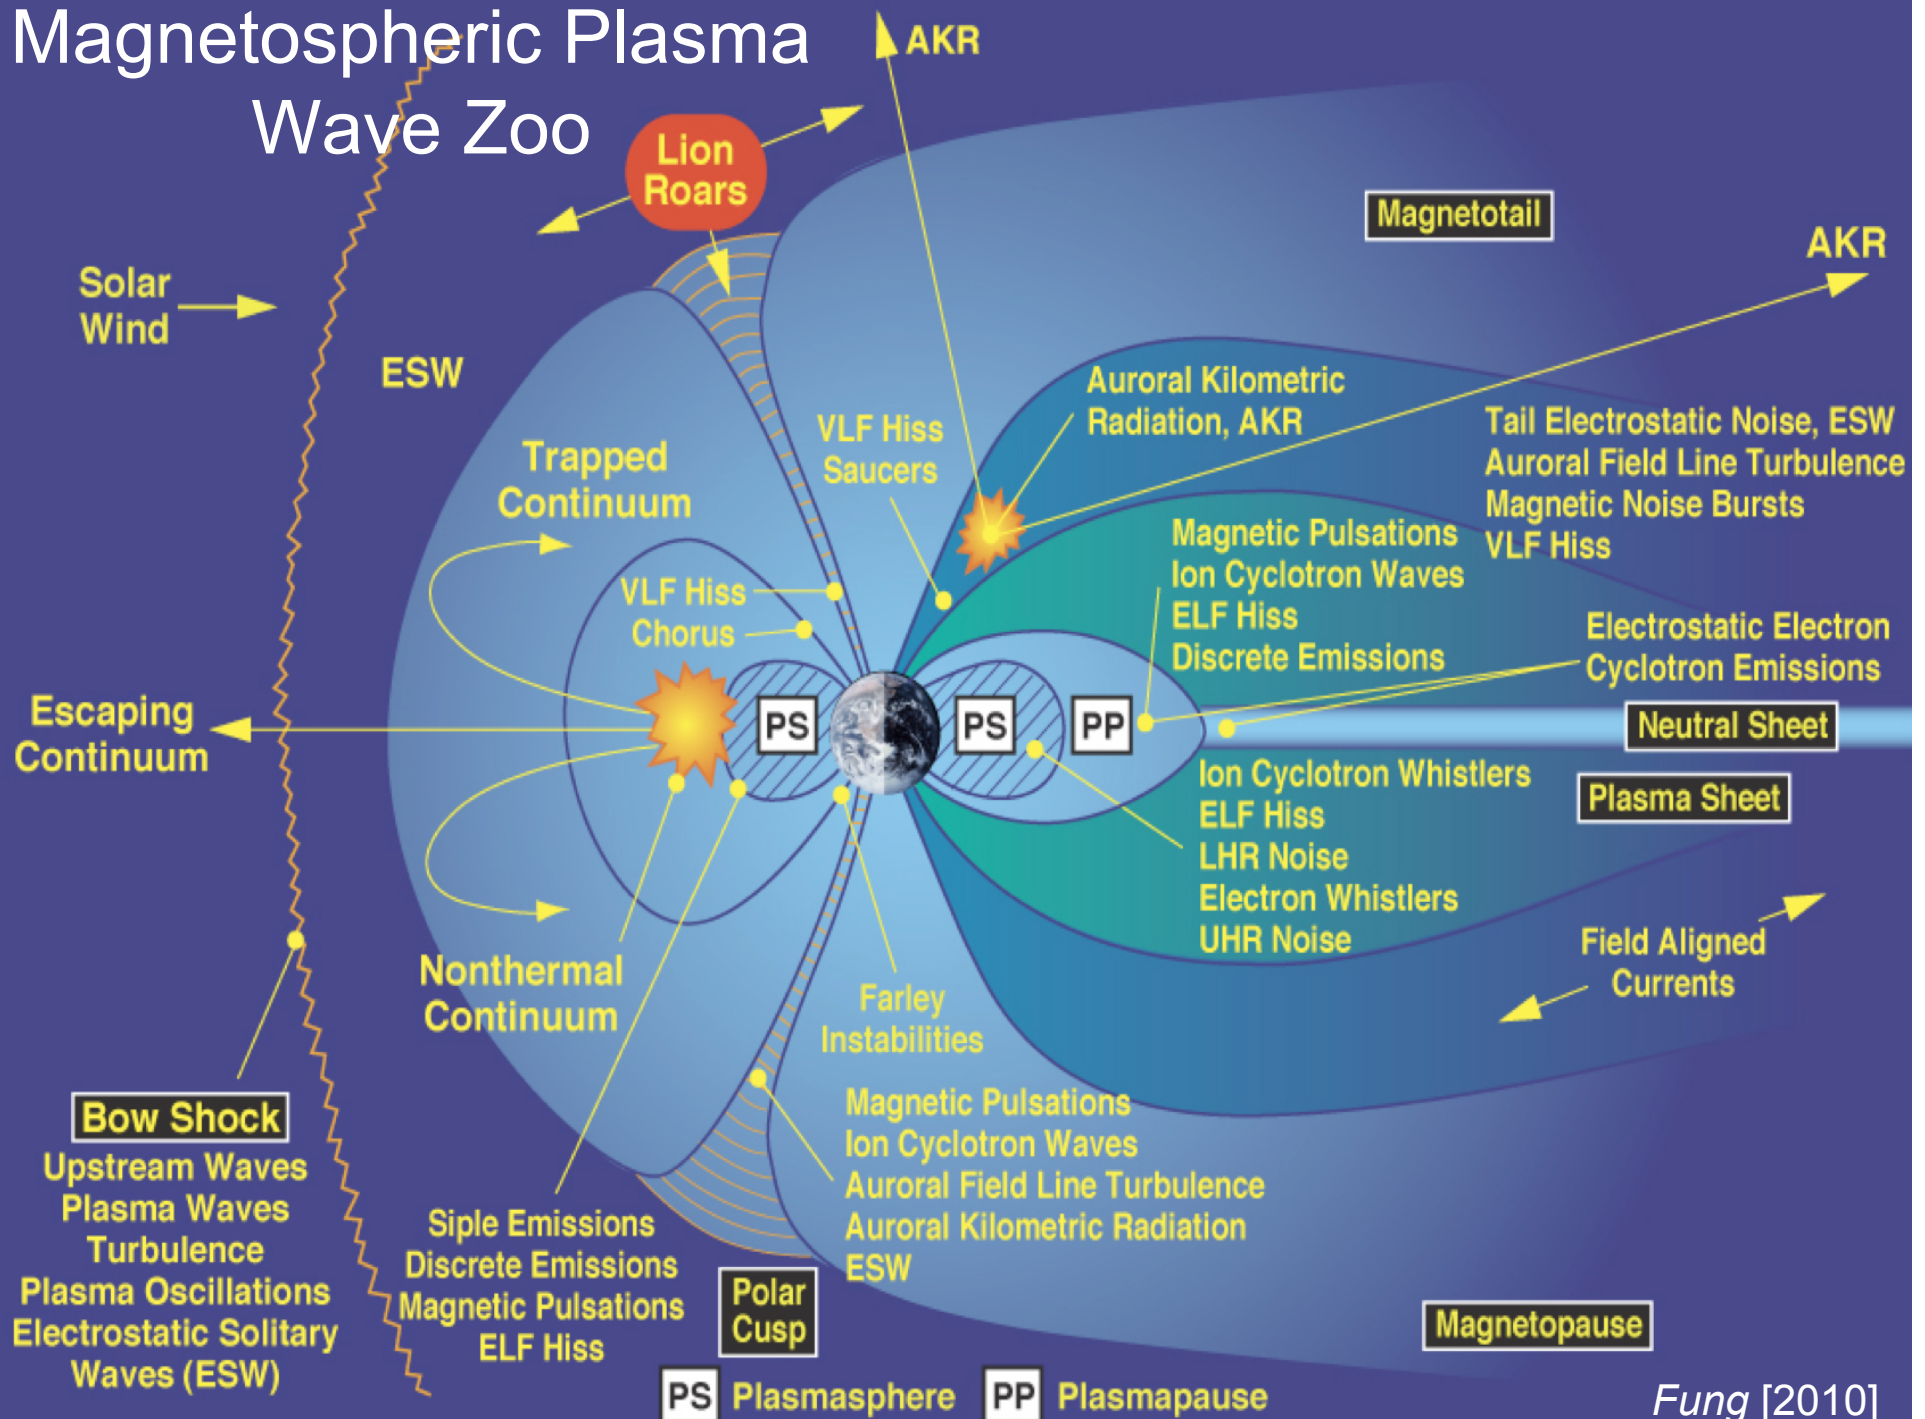 Magnetospheric Plasma
Wave Zoo
AKR
Lion
Roars
Magnetotail
AKR
Solar
Wind
ESW
Auroral Kilometric
Radiation, AKR
VLF Hiss
Saucers
Tail Electrostatic Noise, ESW
Auroral Field Line Turbulence
Magnetic Noise Bursts
VLF Hiss
Trapped
Continuum
Magnetic Pulsations
Ion Cyclotron Waves
ELF Hiss
Discrete Emissions
VLF Hiss
Chorus
Electrostatic Electron
Cyclotron Emissions
Escaping
Continuum
PS
PS
PP
Neutral Sheet
Plasma Sheet
Ion Cyclotron Whistlers
ELF Hiss
LHR Noise
Electron Whistlers
UHR Noise
Field Aligned
Currents
Nonthermal
Continuum
Farley
Instabilities
Bow Shock
Upstream Waves
Plasma Waves
Turbulence
Plasma Oscillations
Electrostatic Solitary
Waves (ESW)
Siple Emissions
Discrete Emissions
Magnetic Pulsations
ELF Hiss
Magnetic Pulsations
Ion Cyclotron Waves
Auroral Field Line Turbulence
Auroral Kilometric Radiation
ESW
Polar
Cusp
Magnetopause
PS Plasmasphere PP Plasmapause
Fung [2010]